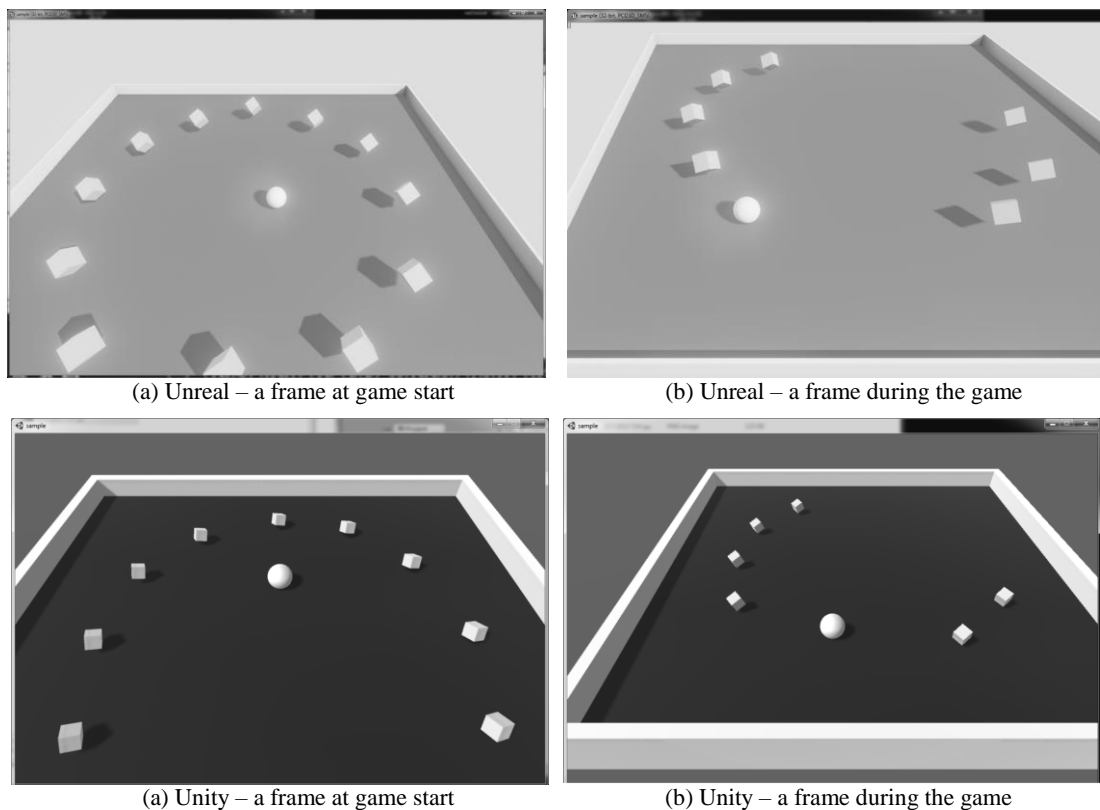 (a) Unreal – a frame at game start
(b) Unreal – a frame during the game
sample
sample
(a) Unity – a frame at game start
(b) Unity – a frame during the game